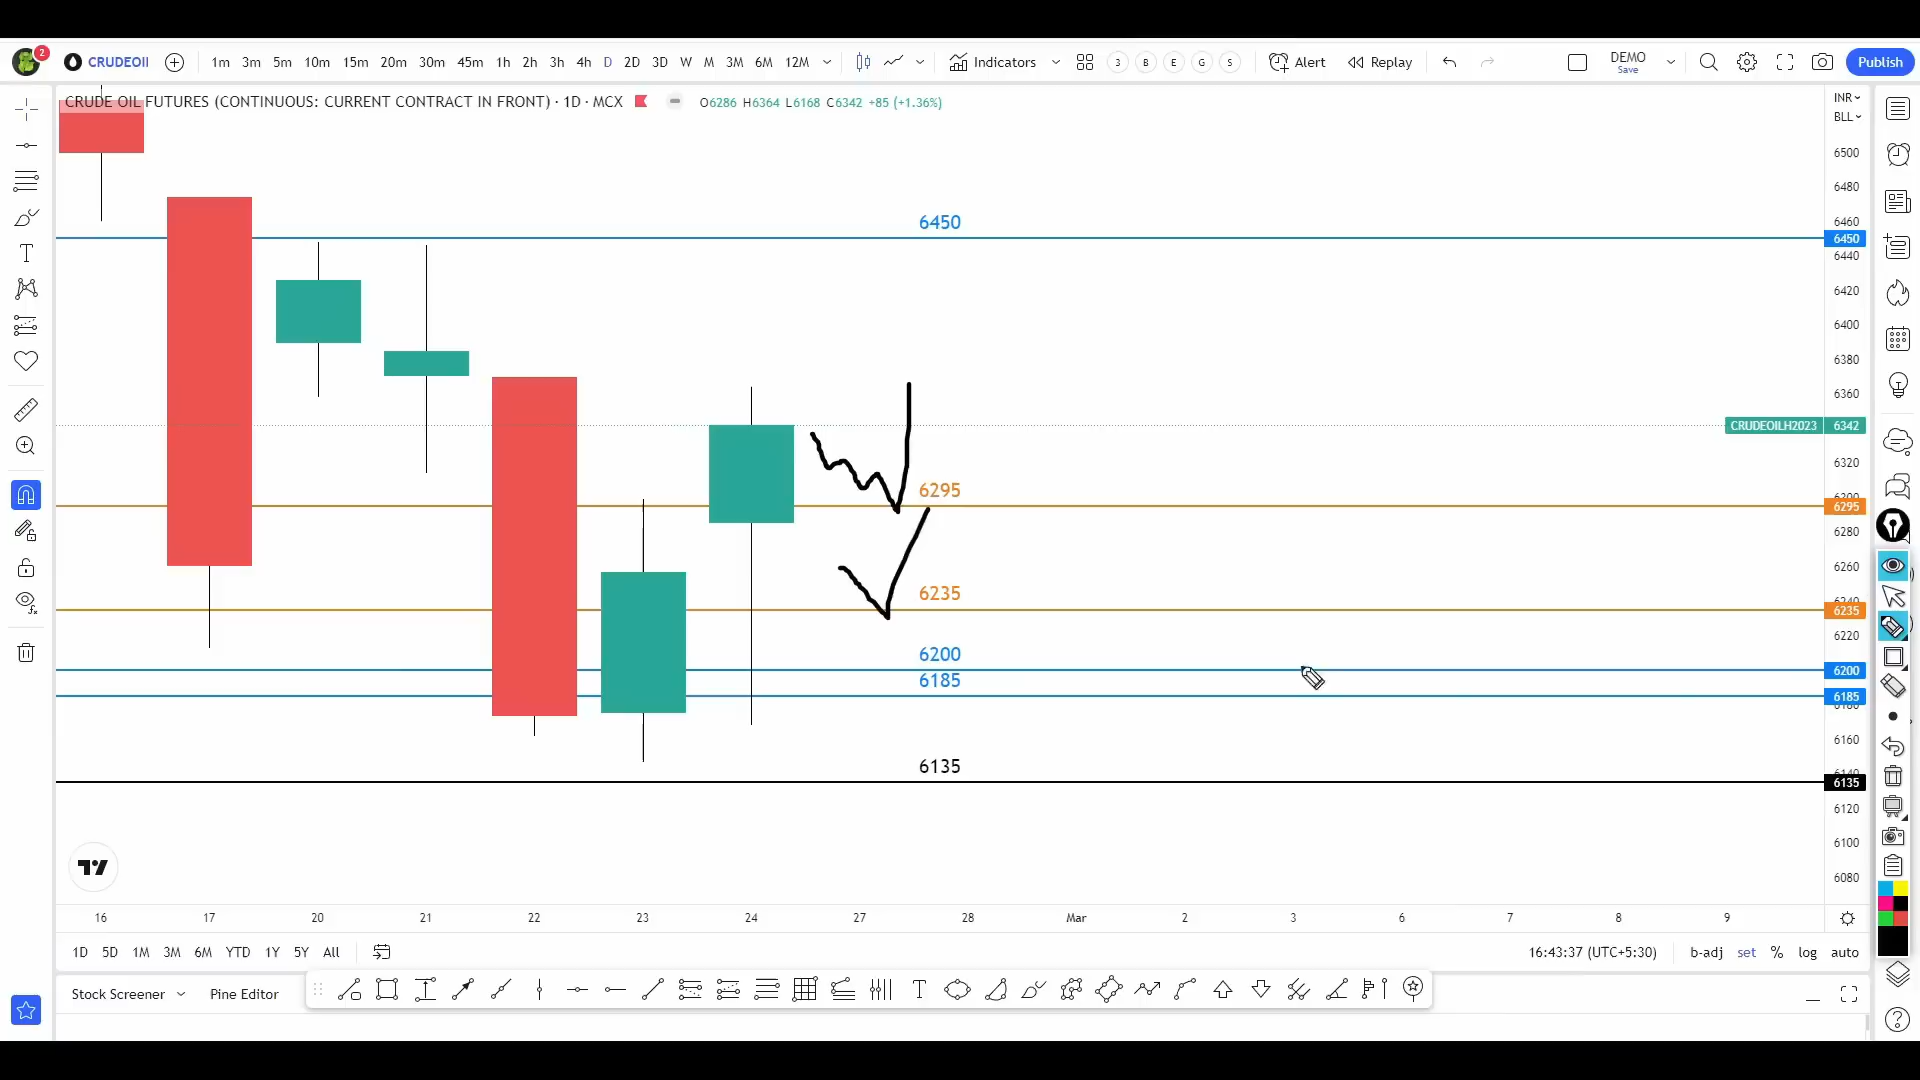 2
CRUDEOIl
1m 3m 5m 10m 15m 20m 30m 45m 1h 2h 3h 4h D 2D 3D W M 3M 6M 12M
Indicators
3 B E G S
Alert
Replay
DEMO
Save
Publish
CRUDE OIL FUTURES (CONTINUOUS: CURRENT CONTRACT IN FRONT) · 1D · MCX
O6286 H6364 L6168 C6342 +85 (+1.36%)
INR
BLL
6500
6480
6460
6450
6450
6440
6420
6400
6380
6360
CRUDEOILH2023 6342
6320
6295
6295
6280
6260
6235
6235
6220
6200
6200
6185
6185
6160
6135
6135
6120
6100
6080
16 17 20 21 22 23 24 27 28 Mar 2 3 6 7 8 9
1D 5D 1M 3M 6M YTD 1Y 5Y All
16:43:37 (UTC+5:30)
b-adj set % log auto
Stock Screener
Pine Editor